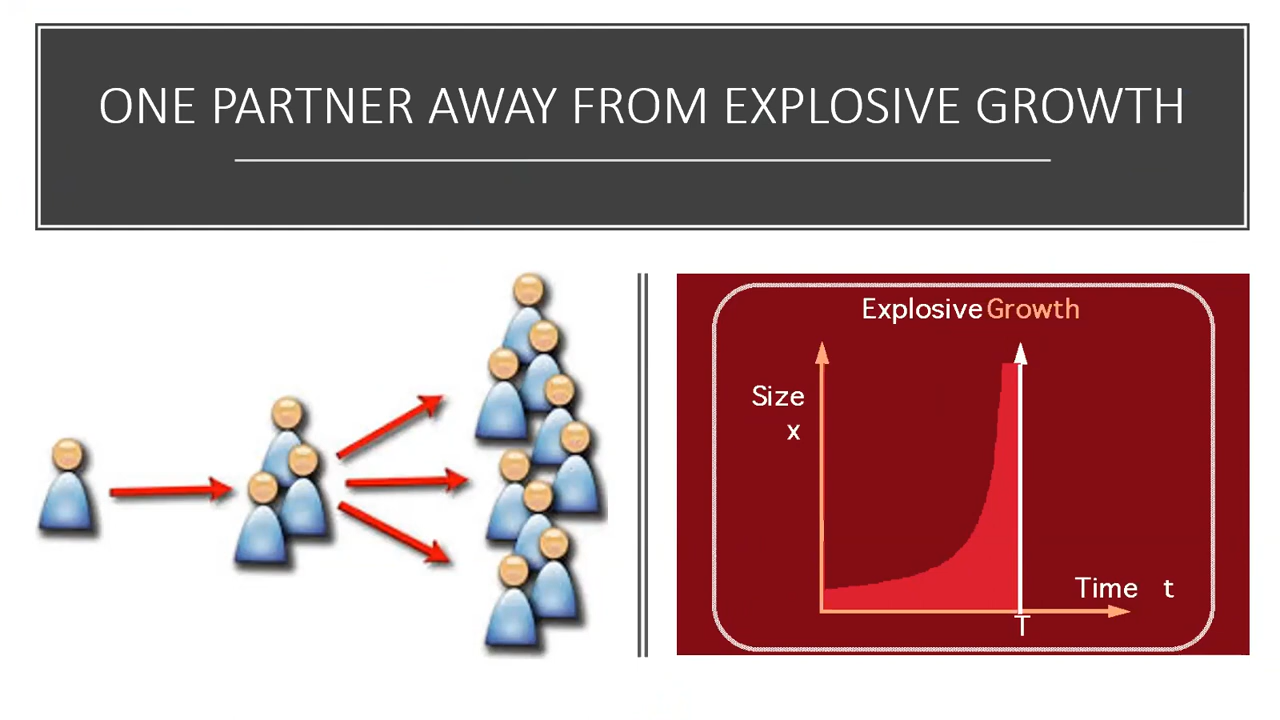 ONE PARTNER AWAY FROM EXPLOSIVE GROWTH
Explosive Growth
Size
x
Time t
T